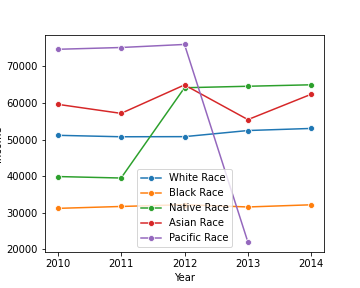 70000
60000
50000
40000
30000
20000
White Race
Black Race
Native Race
Asian Race
Pacific Race
2010 2011 2012 2013 2014
Year